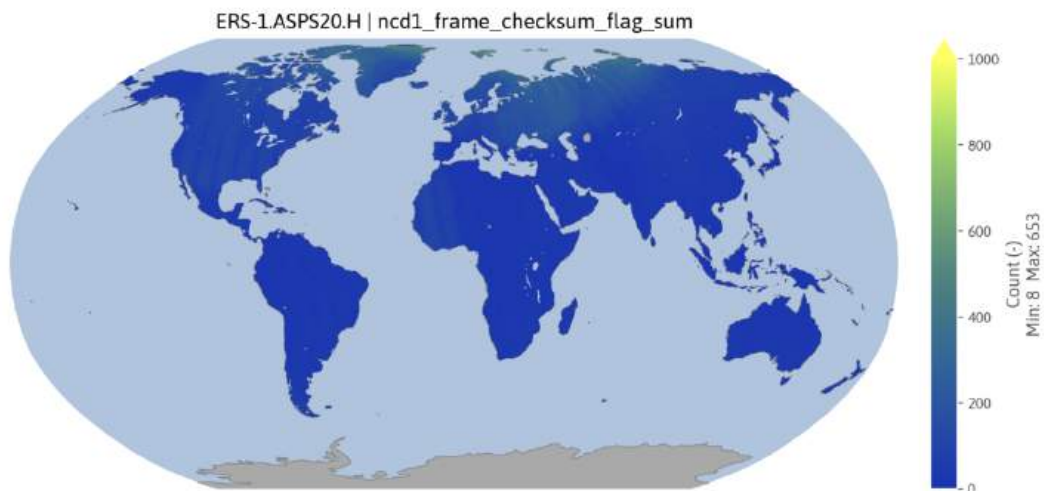 ERS-1.ASPS20.H | ncd1_frame_checksum_flag_sum
1000
800
600
400
200
0
Count (-)
Min: 8 Max: 653